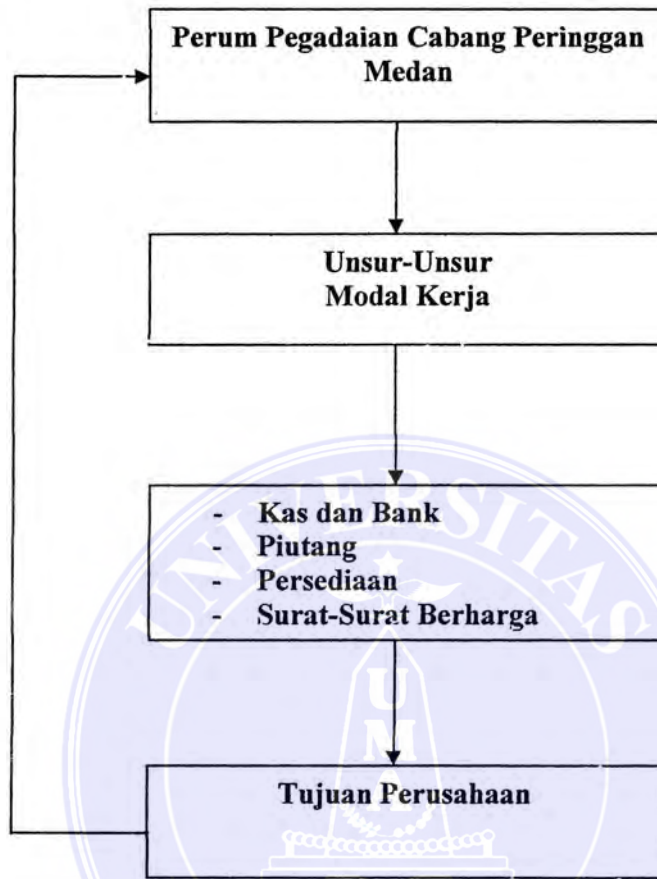 Perum Pegadaian Cabang Peringgan
Medan
Unsur-Unsur
Modal Kerja
- Kas dan Bank
- Piutang
- Persediaan
- Surat-Surat Berharga
UNIVERSITAS
U
M
A
Tujuan Perusahaan